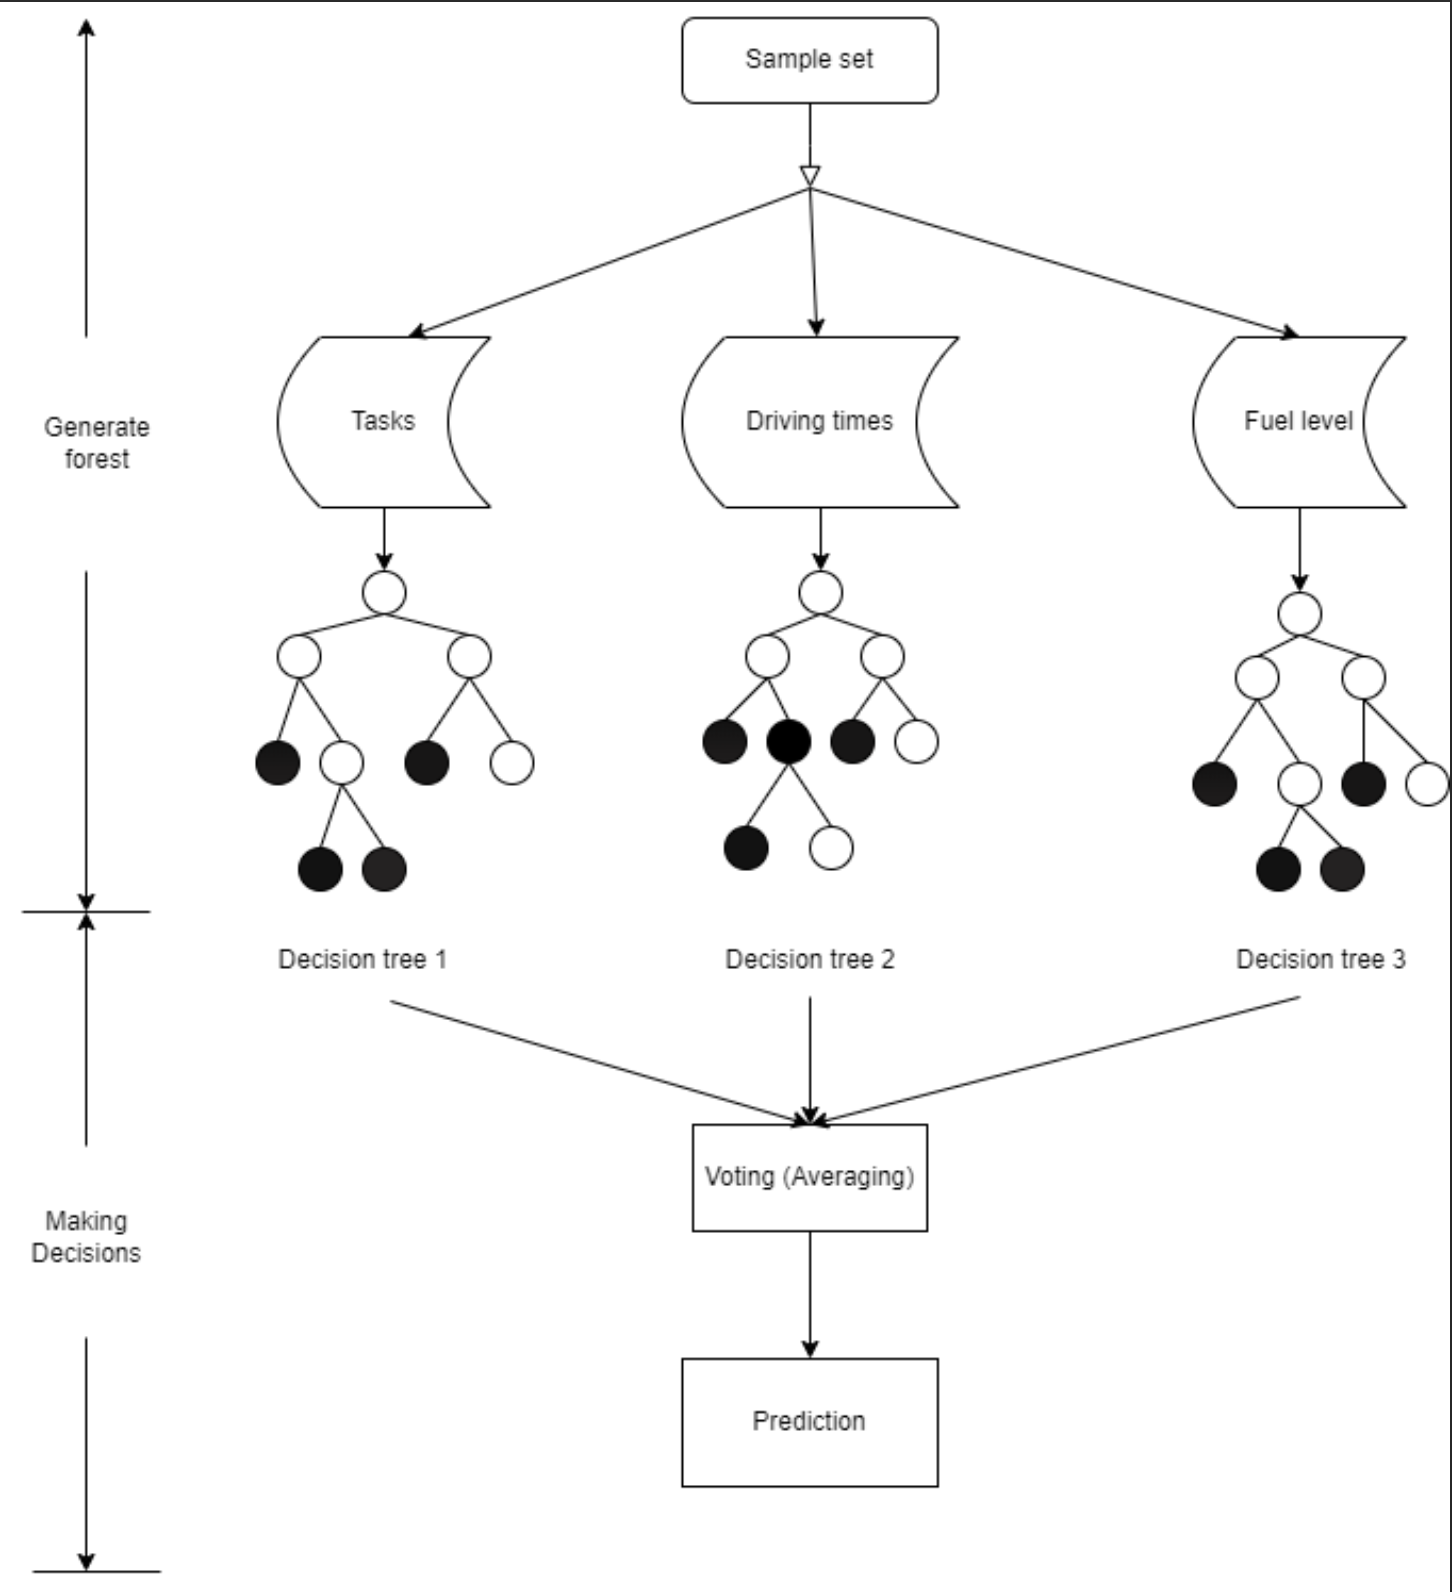 Sample set
Generate
forest
Tasks
Driving times
Fuel level
Decision tree 1
Decision tree 2
Decision tree 3
Voting (Averaging)
Making
Decisions
Prediction